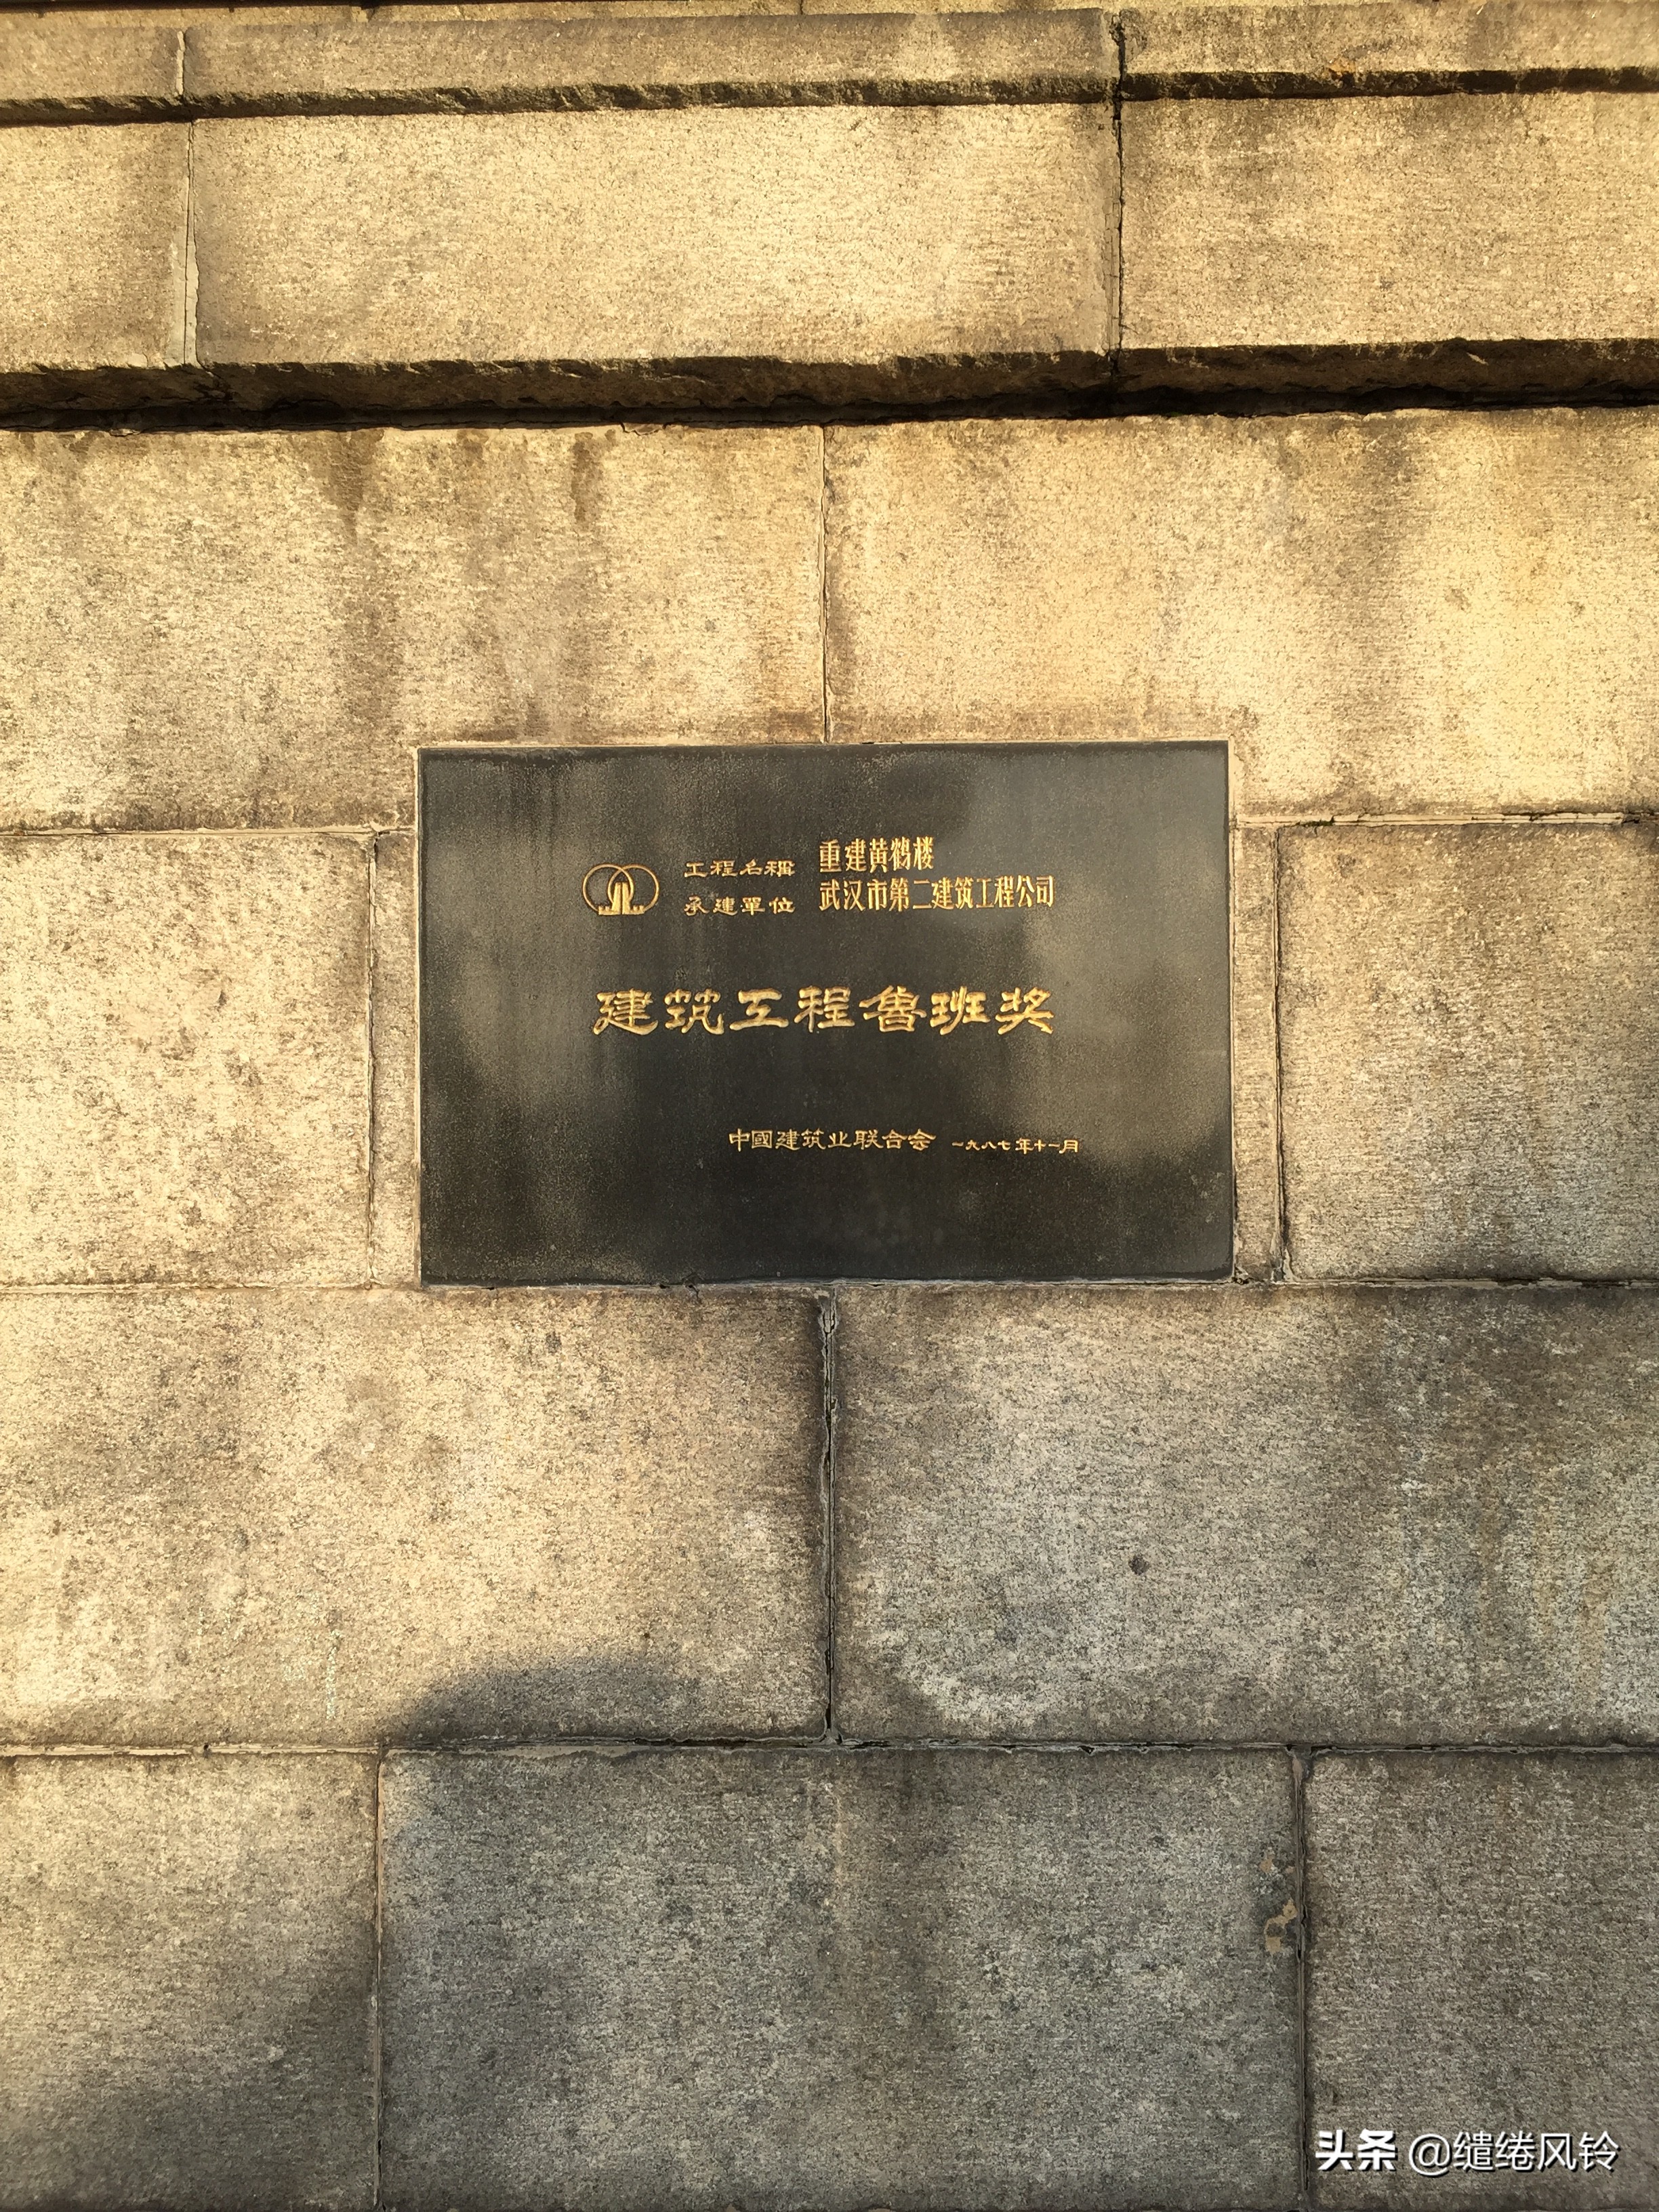 工程名稱 重建黄鹤楼
承建單位 武汉市第二建筑工程公司
建筑工程魯班奖
中國建筑业联合会 一九八七年十一月
头条 @缱绻风铃